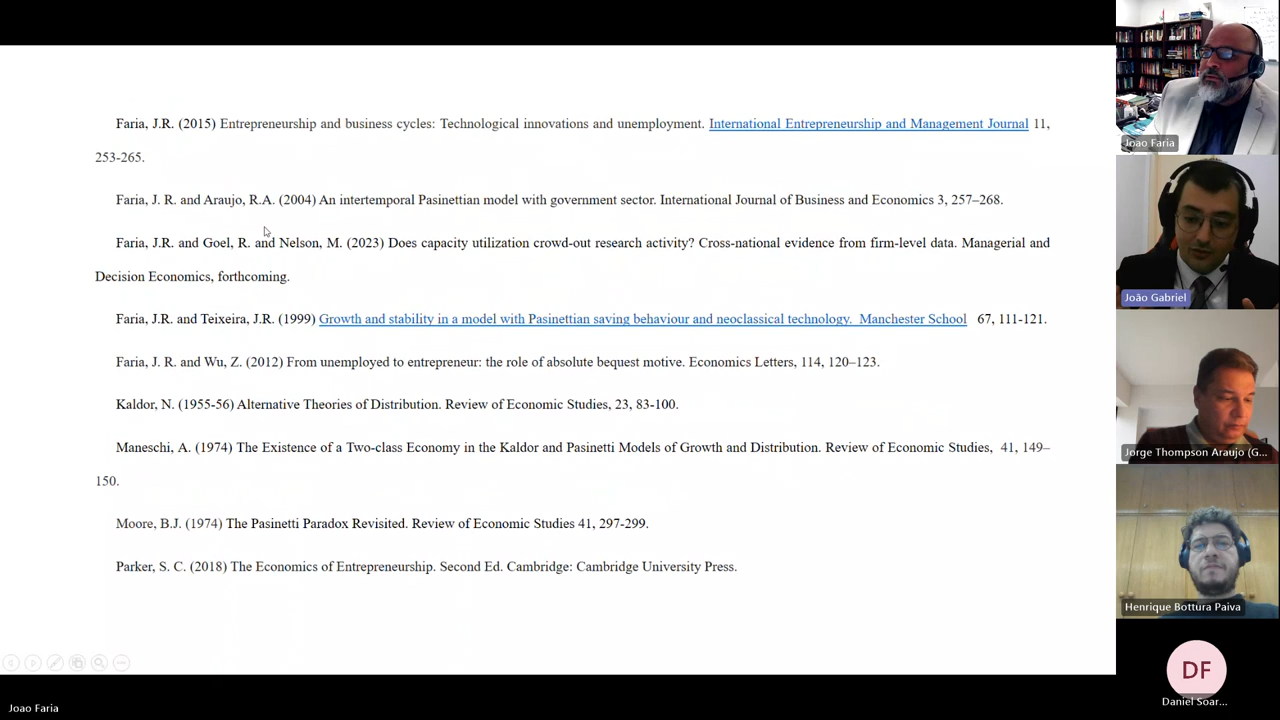 Faria, J.R. (2015) Entrepreneurship and business cycles: Technological innovations and unemployment. International Entrepreneurship and Management Journal 11,
253-265.
Faria, J. R. and Araujo, R.A. (2004) An intertemporal Pasinettian model with government sector. International Journal of Business and Economics 3, 257–268.
Faria, J.R. and Goel, R. and Nelson, M. (2023) Does capacity utilization crowd-out research activity? Cross-national evidence from firm-level data. Managerial and
Decision Economics, forthcoming.
Faria, J.R. and Teixeira, J.R. (1999) Growth and stability in a model with Pasinettian saving behaviour and neoclassical technology. Manchester School 67, 111-121.
Faria, J. R. and Wu, Z. (2012) From unemployed to entrepreneur: the role of absolute bequest motive. Economics Letters, 114, 120–123.
Kaldor, N. (1955-56) Alternative Theories of Distribution. Review of Economic Studies, 23, 83-100.
Maneschi, A. (1974) The Existence of a Two-class Economy in the Kaldor and Pasinetti Models of Growth and Distribution. Review of Economic Studies, 41, 149–
150.
Moore, B.J. (1974) The Pasinetti Paradox Revisited. Review of Economic Studies 41, 297-299.
Parker, S. C. (2018) The Economics of Entrepreneurship. Second Ed. Cambridge: Cambridge University Press.
Joao Faria
Joao Faria
João Gabriel
Jorge Thompson Araujo (G...
Henrique Bottura Paiva
DF
Daniel Soar...